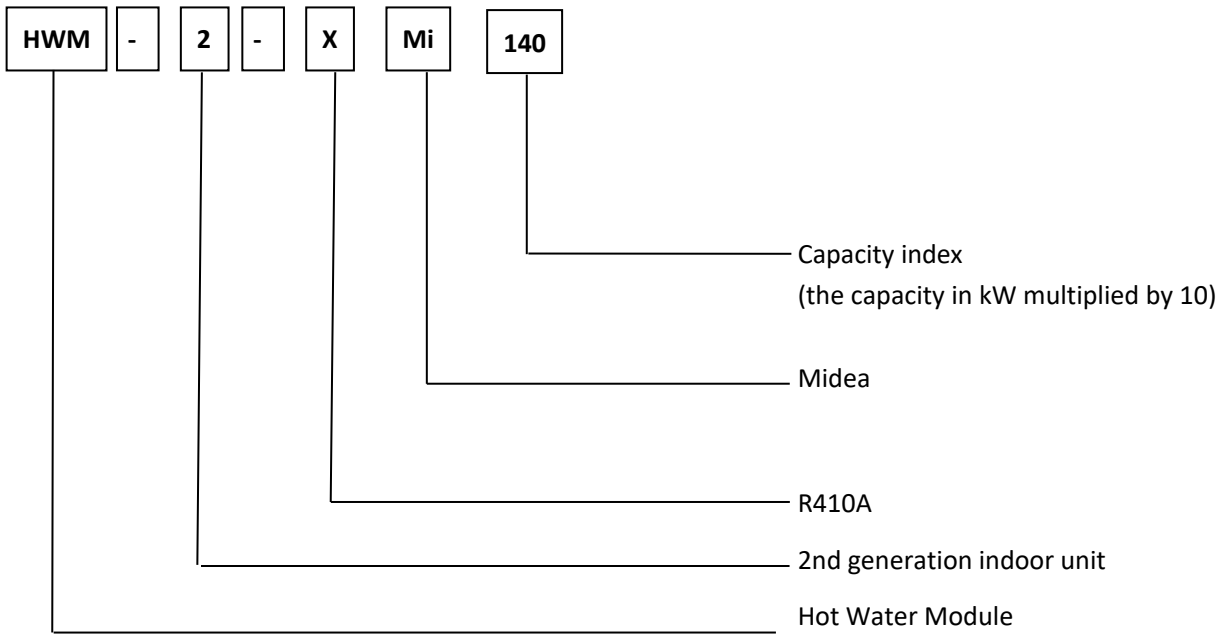 HWM - 2 - X Mi 140
Capacity index
(the capacity in kW multiplied by 10)
Midea
R410A
2nd generation indoor unit
Hot Water Module